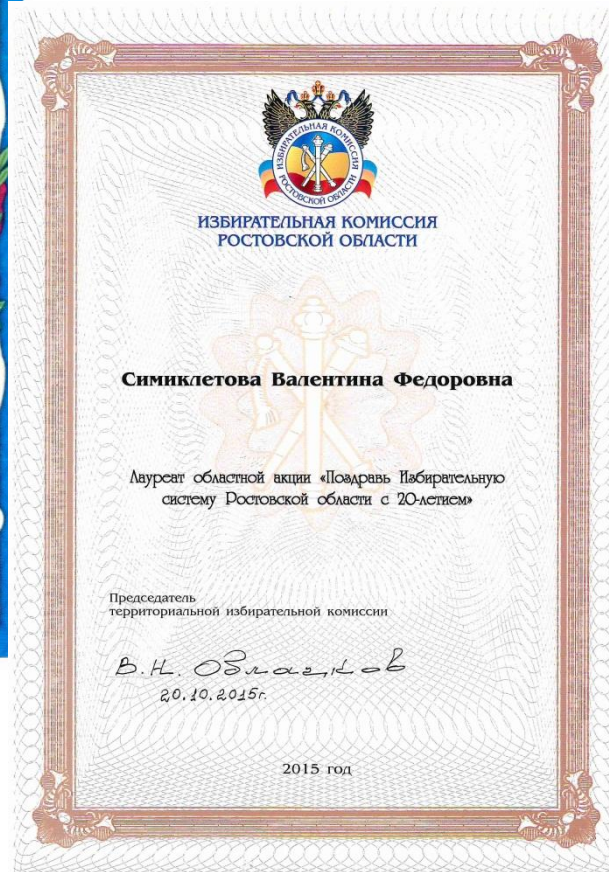 ИЗБИРАТЕЛЬНАЯ КОМИССИЯ
РОСТОВСКОЙ ОБЛАСТИ
ИЗБИРАТЕЛЬНАЯ КОМИССИЯ
РОСТОВСКОЙ ОБЛАСТИ
Симиклетова Валентина Федоровна
Лауреат областной акции «Поздравь Избирательную
систему Ростовской области с 20-летием»
Председатель
территориальной избирательной комиссии
В.Н. Облазков
20.10.2015г.
2015 год